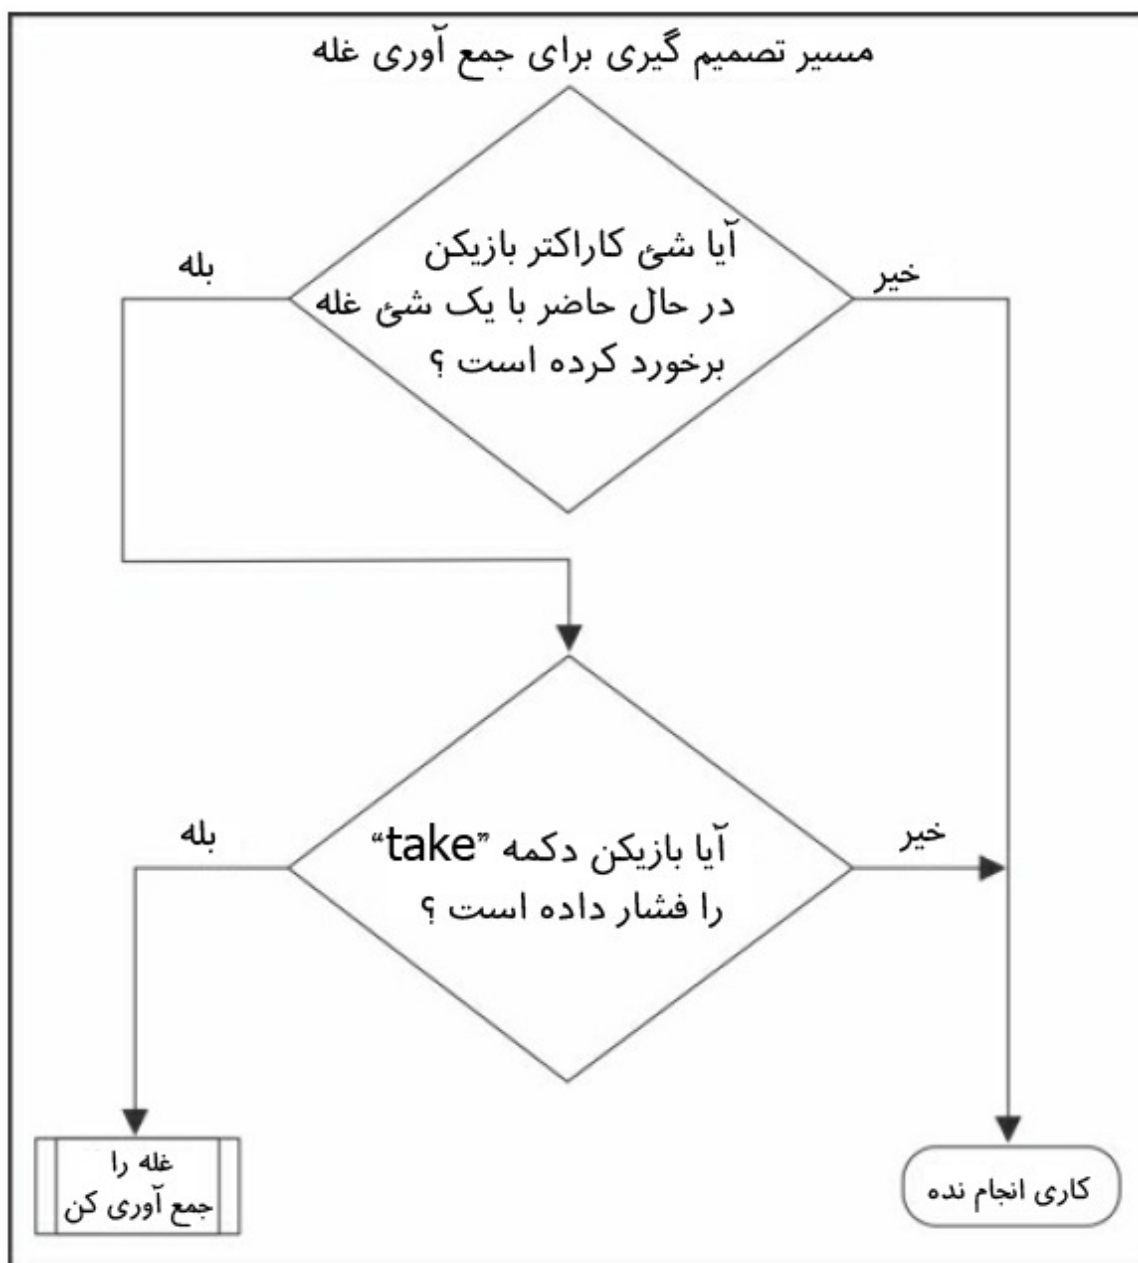 مسیر تصمیم گیری برای جمع آوری غله
آیا شئ کاراکتر بازیکن
در حال حاضر با یک شئ غله
برخورد کرده است ؟
خیر
بله
آیا بازیکن دکمه "take"
را فشار داده است ؟
خیر
بله
غله را
جمع آوری کن
کاری انجام نده